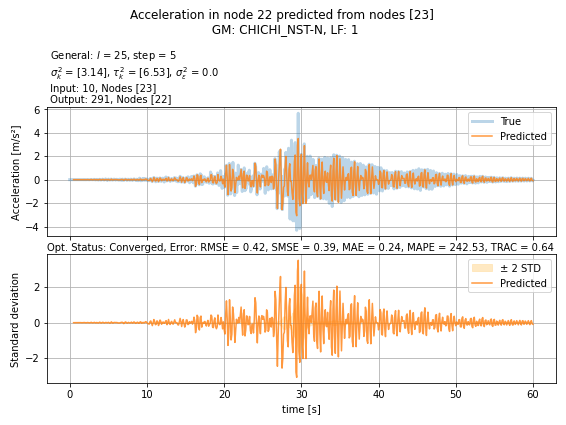 Acceleration in node 22 predicted from nodes [23]
GM: CHICHI_NST-N, LF: 1
General: l = 25, step = 5
σ²ₖ = [3.14], τ²ₖ = [6.53], σ²ε = 0.0
Input: 10, Nodes [23]
Output: 291, Nodes [22]
Acceleration [m/s²]
6
4
2
0
−2
−4
True
Predicted
Opt. Status: Converged, Error: RMSE = 0.42, SMSE = 0.39, MAE = 0.24, MAPE = 242.53, TRAC = 0.64
Standard deviation
2
0
−2
± 2 STD
Predicted
0 10 20 30 40 50 60
time [s]